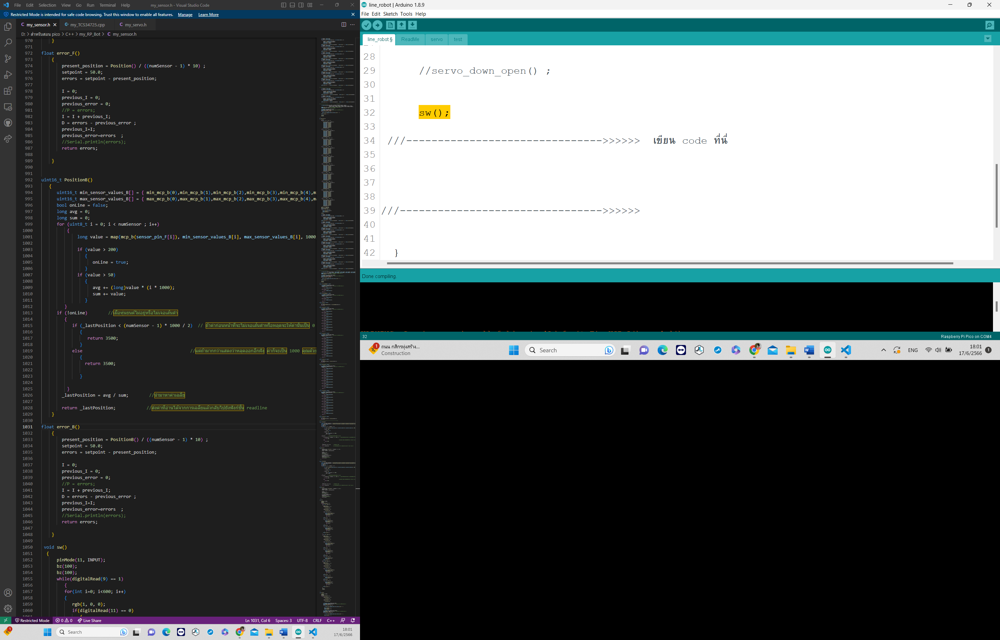 File Edit Selection View Go Run Terminal Help my_sensor.h - Visual Studio Code
Restricted Mode is intended for safe code browsing. Trust this window to enable all features. Manage Learn More
my_sensor.h my_TCS34725.cpp my_servo.h
D: > สำหรับสอน pico > C++ > my_RP_Bot > C my_sensor.h
970 }
971
972 float error_F()
973 {
974 present_position = Position() / ((numSensor - 1) * 10) ;
975 setpoint = 50.0;
976 errors = setpoint - present_position;
977
978 I = 0;
979 previous_I = 0;
980 previous_error = 0;
981 //P = errors;
982 I = I + previous_I;
983 D = errors - previous_error ;
984 previous_I=I;
985 previous_error=errors ;
986 //Serial.println(errors);
987 return errors;
988
989 }
990
991
992 uint16_t PositionB()
993 {
994 uint16_t min_sensor_values_B[] = { min_mcp_b(0),min_mcp_b(1),min_mcp_b(2),min_mcp_b(3),min_mcp_b(4),m
995 uint16_t max_sensor_values_B[] = { max_mcp_b(0),max_mcp_b(1),max_mcp_b(2),max_mcp_b(3),max_mcp_b(4),m
996 bool onLine = false;
997 long avg = 0;
998 long sum = 0;
999 for (uint8_t i = 0; i < numSensor ; i++)
1000 {
1001 long value = map(mcp_b(sensor_pin_F[i]), min_sensor_values_B[i], max_sensor_values_B[i], 1000
1002
1003 if (value > 200)
1004 {
1005 onLine = true;
1006 }
1007 if (value > 50)
1008 {
1009 avg += (long)value * (i * 1000);
1010 sum += value;
1011 }
1012 }
1013 if (!onLine) //เมื่อหุ่นยนต์ไม่อยู่หรือไม่เจอเส้นดำ
1014 {
1015 if (_lastPosition < (numSensor - 1) * 1000 / 2) // ถ้าค่าก่อนหน้าที่จะไม่เจอเส้นดำหรือหลุดจะให้ค่านั้นเป็น 0
1016 {
1017 return 3500;
1018 }
1019 else //แต่ถ้ามากกว่าแสดงว่าหลุดออกอีกฝั่ง ค่าก็จะเป็น 1000 คูณด้วย
1020 {
1021 return 3500;
1022
1023 }
1024
1025 }
1026 _lastPosition = avg / sum; //นำมาหาค่าเฉลี่ย
1027
1028 return _lastPosition; //ส่งค่าที่อ่านได้จากการเฉลี่ยแล้วกลับไปยังฟังก์ชั่น readline
1029 }
1030
1031 float error_B()
1032 {
1033 present_position = PositionB() / ((numSensor - 1) * 10) ;
1034 setpoint = 50.0;
1035 errors = setpoint - present_position;
1036
1037 I = 0;
1038 previous_I = 0;
1039 previous_error = 0;
1040 //P = errors;
1041 I = I + previous_I;
1042 D = errors - previous_error ;
1043 previous_I=I;
1044 previous_error=errors ;
1045 //Serial.println(errors);
1046 return errors;
1047
1048 }
1049
1050 void sw()
1051 {
1052 pinMode(11, INPUT);
1053 bz(100);
1054 bz(100);
1055 while(digitalRead(9) == 1)
1056 {
1057 for(int i=0; i<600; i++)
1058 {
1059 rgb(1, 0, 0);
1060 if(digitalRead(11) == 0)
Restricted Mode 0 0 Live Share Ln 1031, Col 6 Spaces: 3 UTF-8 CRLF C++
1 Search 18:01
17/6/2566
line_robot | Arduino 1.8.9
File Edit Sketch Tools Help
line_robot § ReadMe servo test
28
29 //servo_down_open() ;
30
31
32 sw();
33
34 ///------------------------------->>>>>> เขียน code ที่นี่
35
36
37
38
39 ///-------------------------------->>>>>>
40
41
42 }
Done compiling.
32 Raspberry Pi Pico on COM4
1 ถนน กสิกรทุ่งสร้าง...
Construction
Search
ENG 18:01
17/6/2566 1